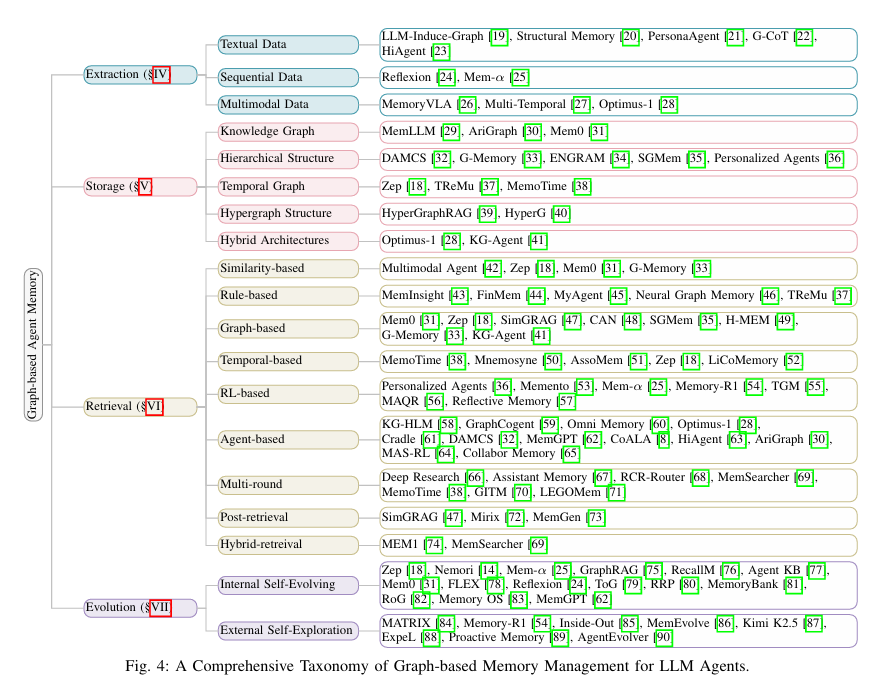 Graph-based Agent Memory
Extraction (§IV)
Textual Data
LLM-Induce-Graph [19], Structural Memory [20], PersonaAgent [21], G-CoT [22],
HiAgent [23]
Sequential Data
Reflexion [24], Mem-α [25]
Multimodal Data
MemoryVLA [26], Multi-Temporal [27], Optimus-1 [28]
Storage (§V)
Knowledge Graph
MemLLM [29], AriGraph [30], Mem0 [31]
Hierarchical Structure
DAMCS [32], G-Memory [33], ENGRAM [34], SGMem [35], Personalized Agents [36]
Temporal Graph
Zep [18], TReMu [37], MemoTime [38]
Hypergraph Structure
HyperGraphRAG [39], HyperG [40]
Hybrid Architectures
Optimus-1 [28], KG-Agent [41]
Retrieval (§VI)
Similarity-based
Multimodal Agent [42], Zep [18], Mem0 [31], G-Memory [33]
Rule-based
MemInsight [43], FinMem [44], MyAgent [45], Neural Graph Memory [46], TReMu [37]
Graph-based
Mem0 [31], Zep [18], SimGRAG [47], CAN [48], SGMem [35], H-MEM [49],
G-Memory [33], KG-Agent [41]
Temporal-based
MemoTime [38], Mnemosyne [50], AssoMem [51], Zep [18], LiCoMemory [52]
RL-based
Personalized Agents [36], Memento [53], Mem-α [25], Memory-R1 [54], TGM [55],
MAQR [56], Reflective Memory [57]
Agent-based
KG-HLM [58], GraphCogent [59], Omni Memory [60], Optimus-1 [28],
Cradle [61], DAMCS [32], MemGPT [62], CoALA [8], HiAgent [63], AriGraph [30],
MAS-RL [64], Collabor Memory [65]
Multi-round
Deep Research [66], Assistant Memory [67], RCR-Router [68], MemSearcher [69],
MemoTime [38], GITM [70], LEGOMem [71]
Post-retrieval
SimGRAG [47], Mirix [72], MemGen [73]
Hybrid-retreival
MEM1 [74], MemSearcher [69]
Evolution (§VII)
Internal Self-Evolving
Zep [18], Nemori [14], Mem-α [25], GraphRAG [75], RecallM [76], Agent KB [77],
Mem0 [31], FLEX [78], Reflexion [24], ToG [79], RRP [80], MemoryBank [81],
RoG [82], Memory OS [83], MemGPT [62]
External Self-Exploration
MATRIX [84], Memory-R1 [54], Inside-Out [85], MemEvolve [86], Kimi K2.5 [87],
ExpeL [88], Proactive Memory [89], AgentEvolver [90]
Fig. 4: A Comprehensive Taxonomy of Graph-based Memory Management for LLM Agents.